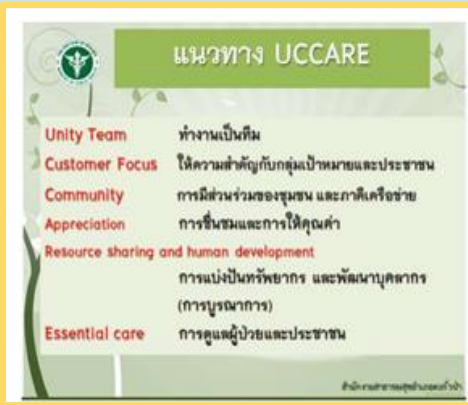 แนวทาง UCCARE
Unity Team ทำงานเป็นทีม
Customer Focus ให้ความสำคัญกับกลุ่มเป้าหมายและประชาชน
Community การมีส่วนร่วมของชุมชน และภาคีเครือข่าย
Appreciation การชื่นชมและการให้คุณค่า
Resource sharing and human development
การแบ่งปันทรัพยากร และพัฒนาบุคลากร
(การบูรณาการ)
Essential care การดูแลผู้ป่วยและประชาชน